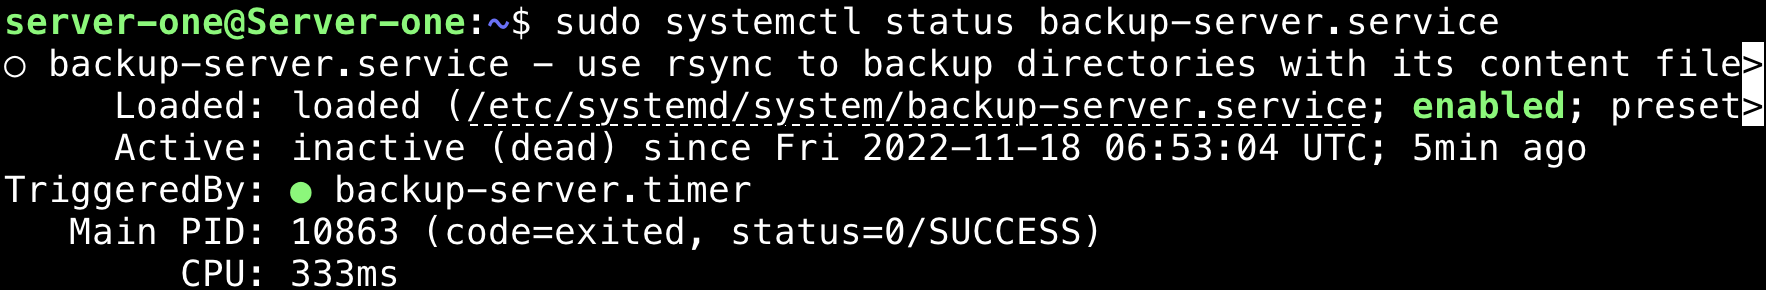 server-one@Server-one:~$ sudo systemctl status backup-server.service
○ backup-server.service - use rsync to backup directories with its content file>
     Loaded: loaded (/etc/systemd/system/backup-server.service; enabled; preset>
     Active: inactive (dead) since Fri 2022-11-18 06:53:04 UTC; 5min ago
TriggeredBy: ● backup-server.timer
   Main PID: 10863 (code=exited, status=0/SUCCESS)
        CPU: 333ms